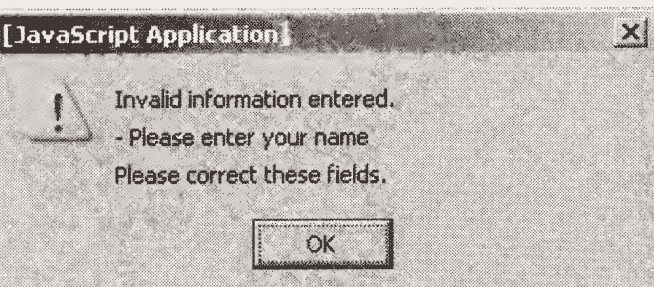 [JavaScript Application]
Invalid information entered.
- Please enter your name
Please correct these fields.
OK